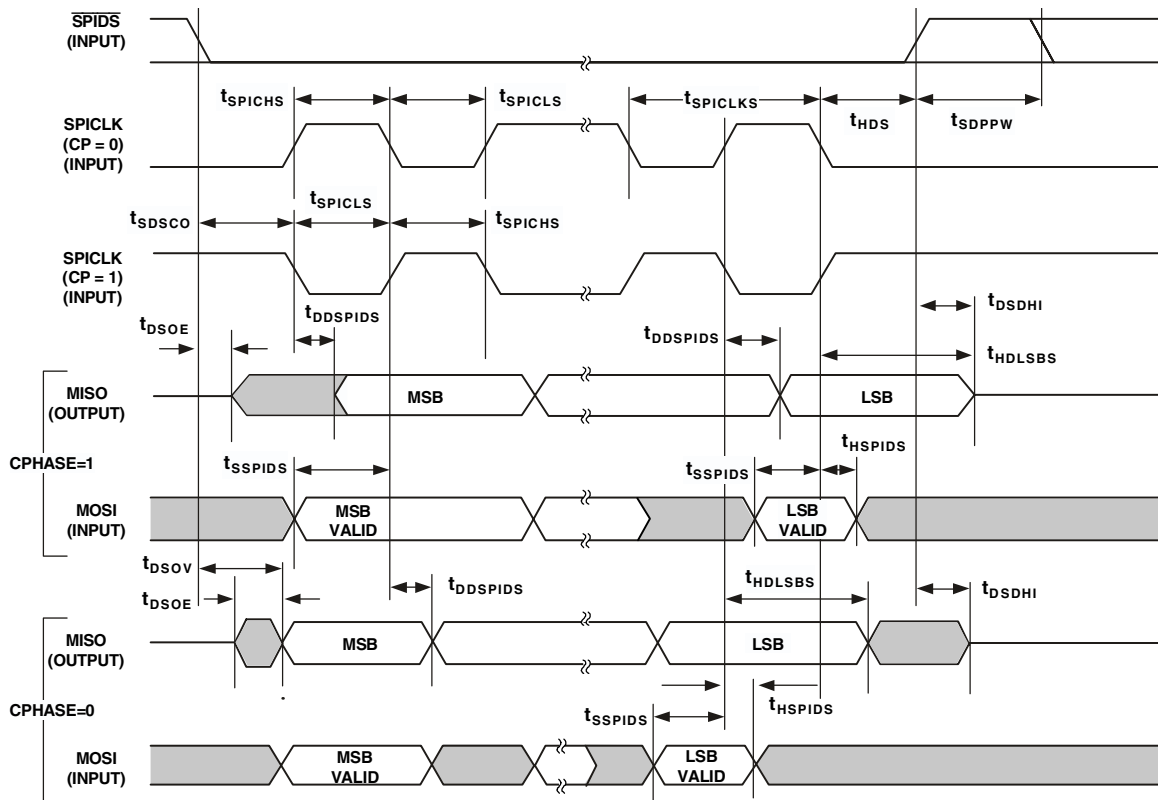 SPIDS
(INPUT)
tSPICHS
tSPICLS
tSPICLKS
tHDS
tSDPPW
SPICLK
(CP = 0)
(INPUT)
tSDSCO
tSPICLS
tSPICHS
SPICLK
(CP = 1)
(INPUT)
tDSOE
tDDSPIDS
tDDSPIDS
tDSDHI
tHDLSBS
MISO
(OUTPUT)
MSB
LSB
CPHASE=1
tSSPIDS
tSSPIDS
tHSPIDS
MOSI
(INPUT)
MSB
VALID
LSB
VALID
tDSOV
tDSOE
tDDSPIDS
tHDLSBS
tDSDHI
MISO
(OUTPUT)
MSB
LSB
CPHASE=0
tSSPIDS
tHSPIDS
MOSI
(INPUT)
MSB
VALID
LSB
VALID